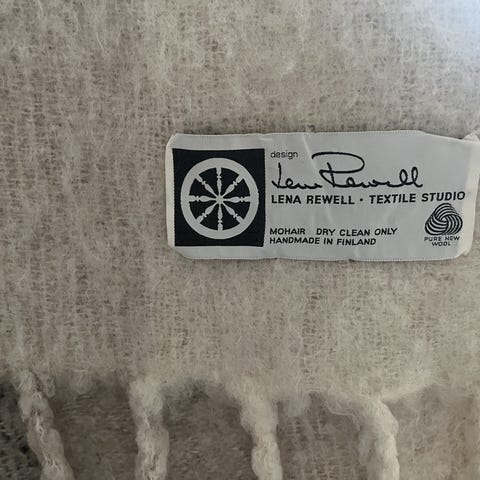 design
Lena Rewell
LENA REWELL • TEXTILE STUDIO
MOHAIR DRY CLEAN ONLY
HANDMADE IN FINLAND
PURE NEW
WOOL